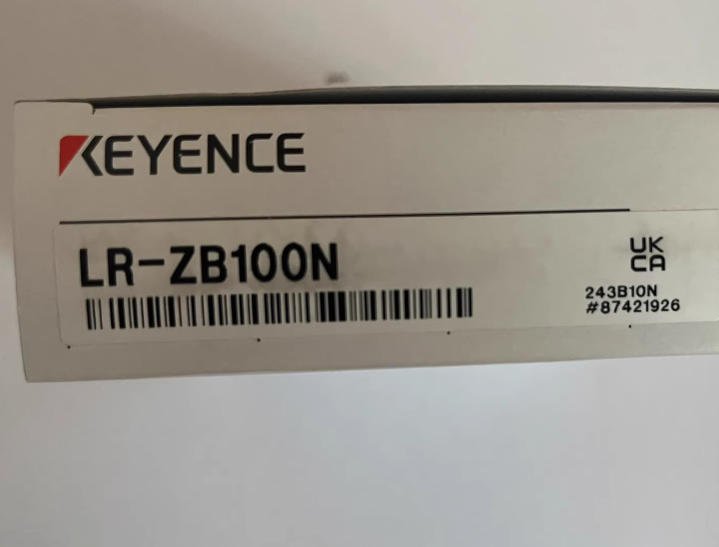 KEYENCE
LR-ZB100N
UK
CA
243B10N
#87421926